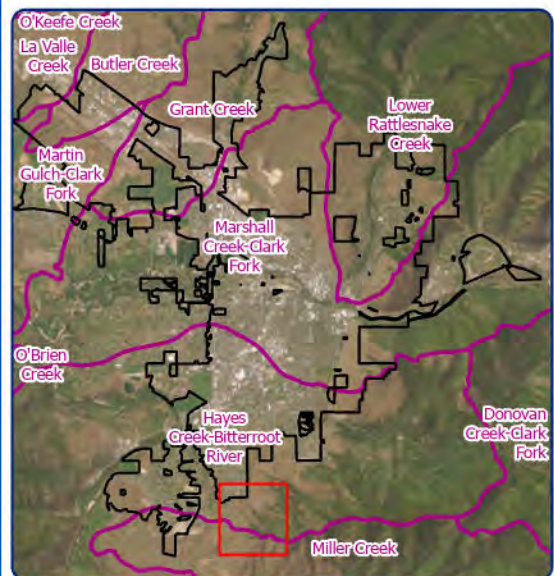 O'Keefe Creek
La Valle
Creek
Butler Creek
Grant Creek
Lower
Rattlesnake
Creek
Martin
Gulch-Clark
Fork
Marshall
Creek-Clark
Fork
O'Brien
Creek
Hayes
Creek-Bitterroot
River
Donovan
Creek-Clark
Fork
Miller Creek